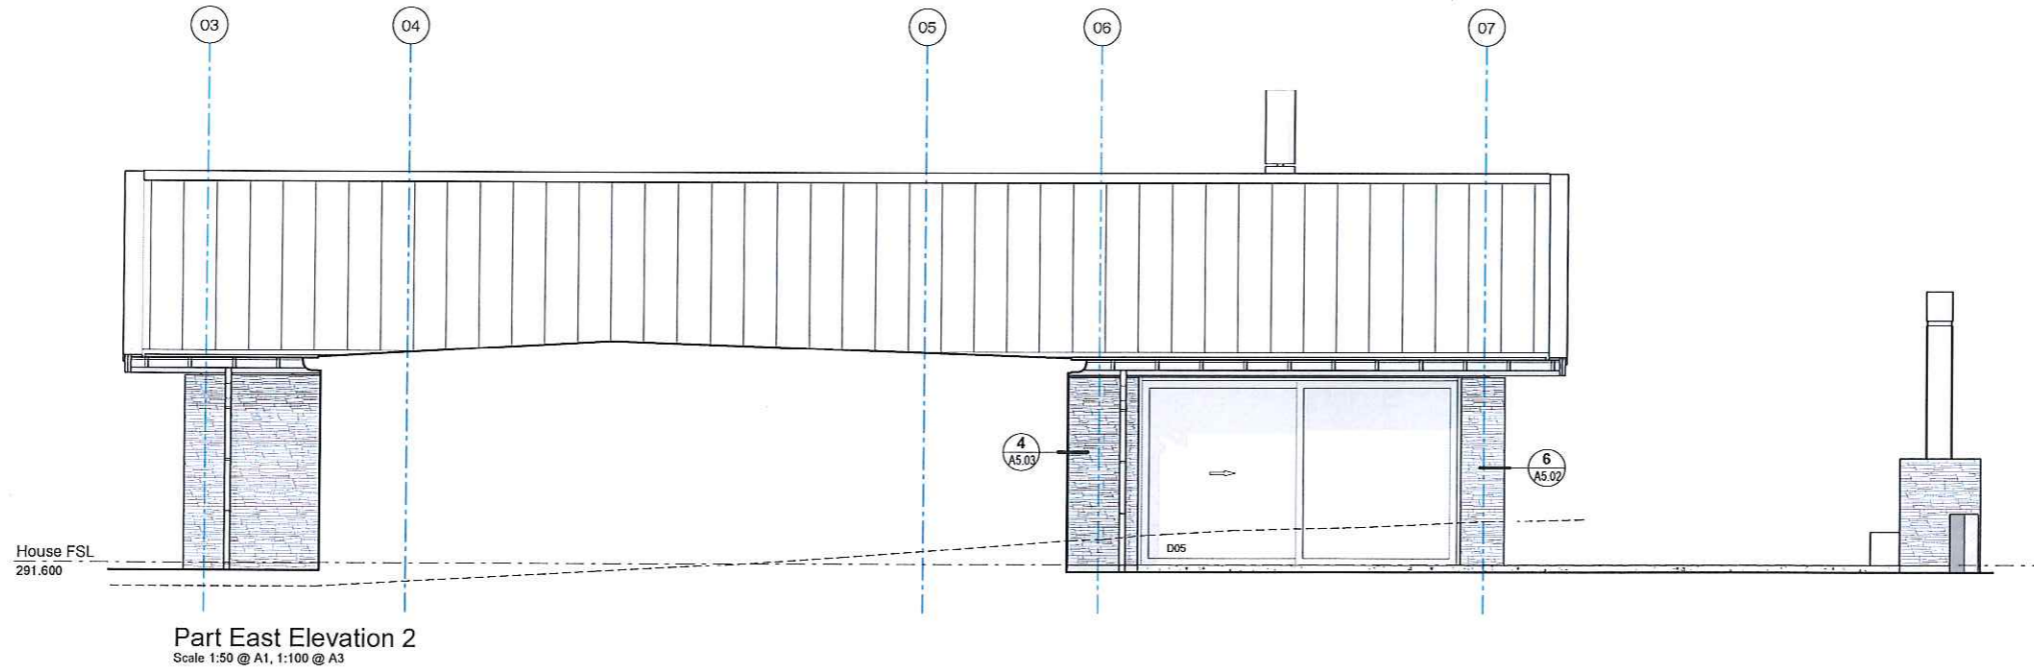 03
04
05
06
07
4
A5.03
6
A5.02
D05
House FSL
291.600
Part East Elevation 2
Scale 1:50 @ A1, 1:100 @ A3